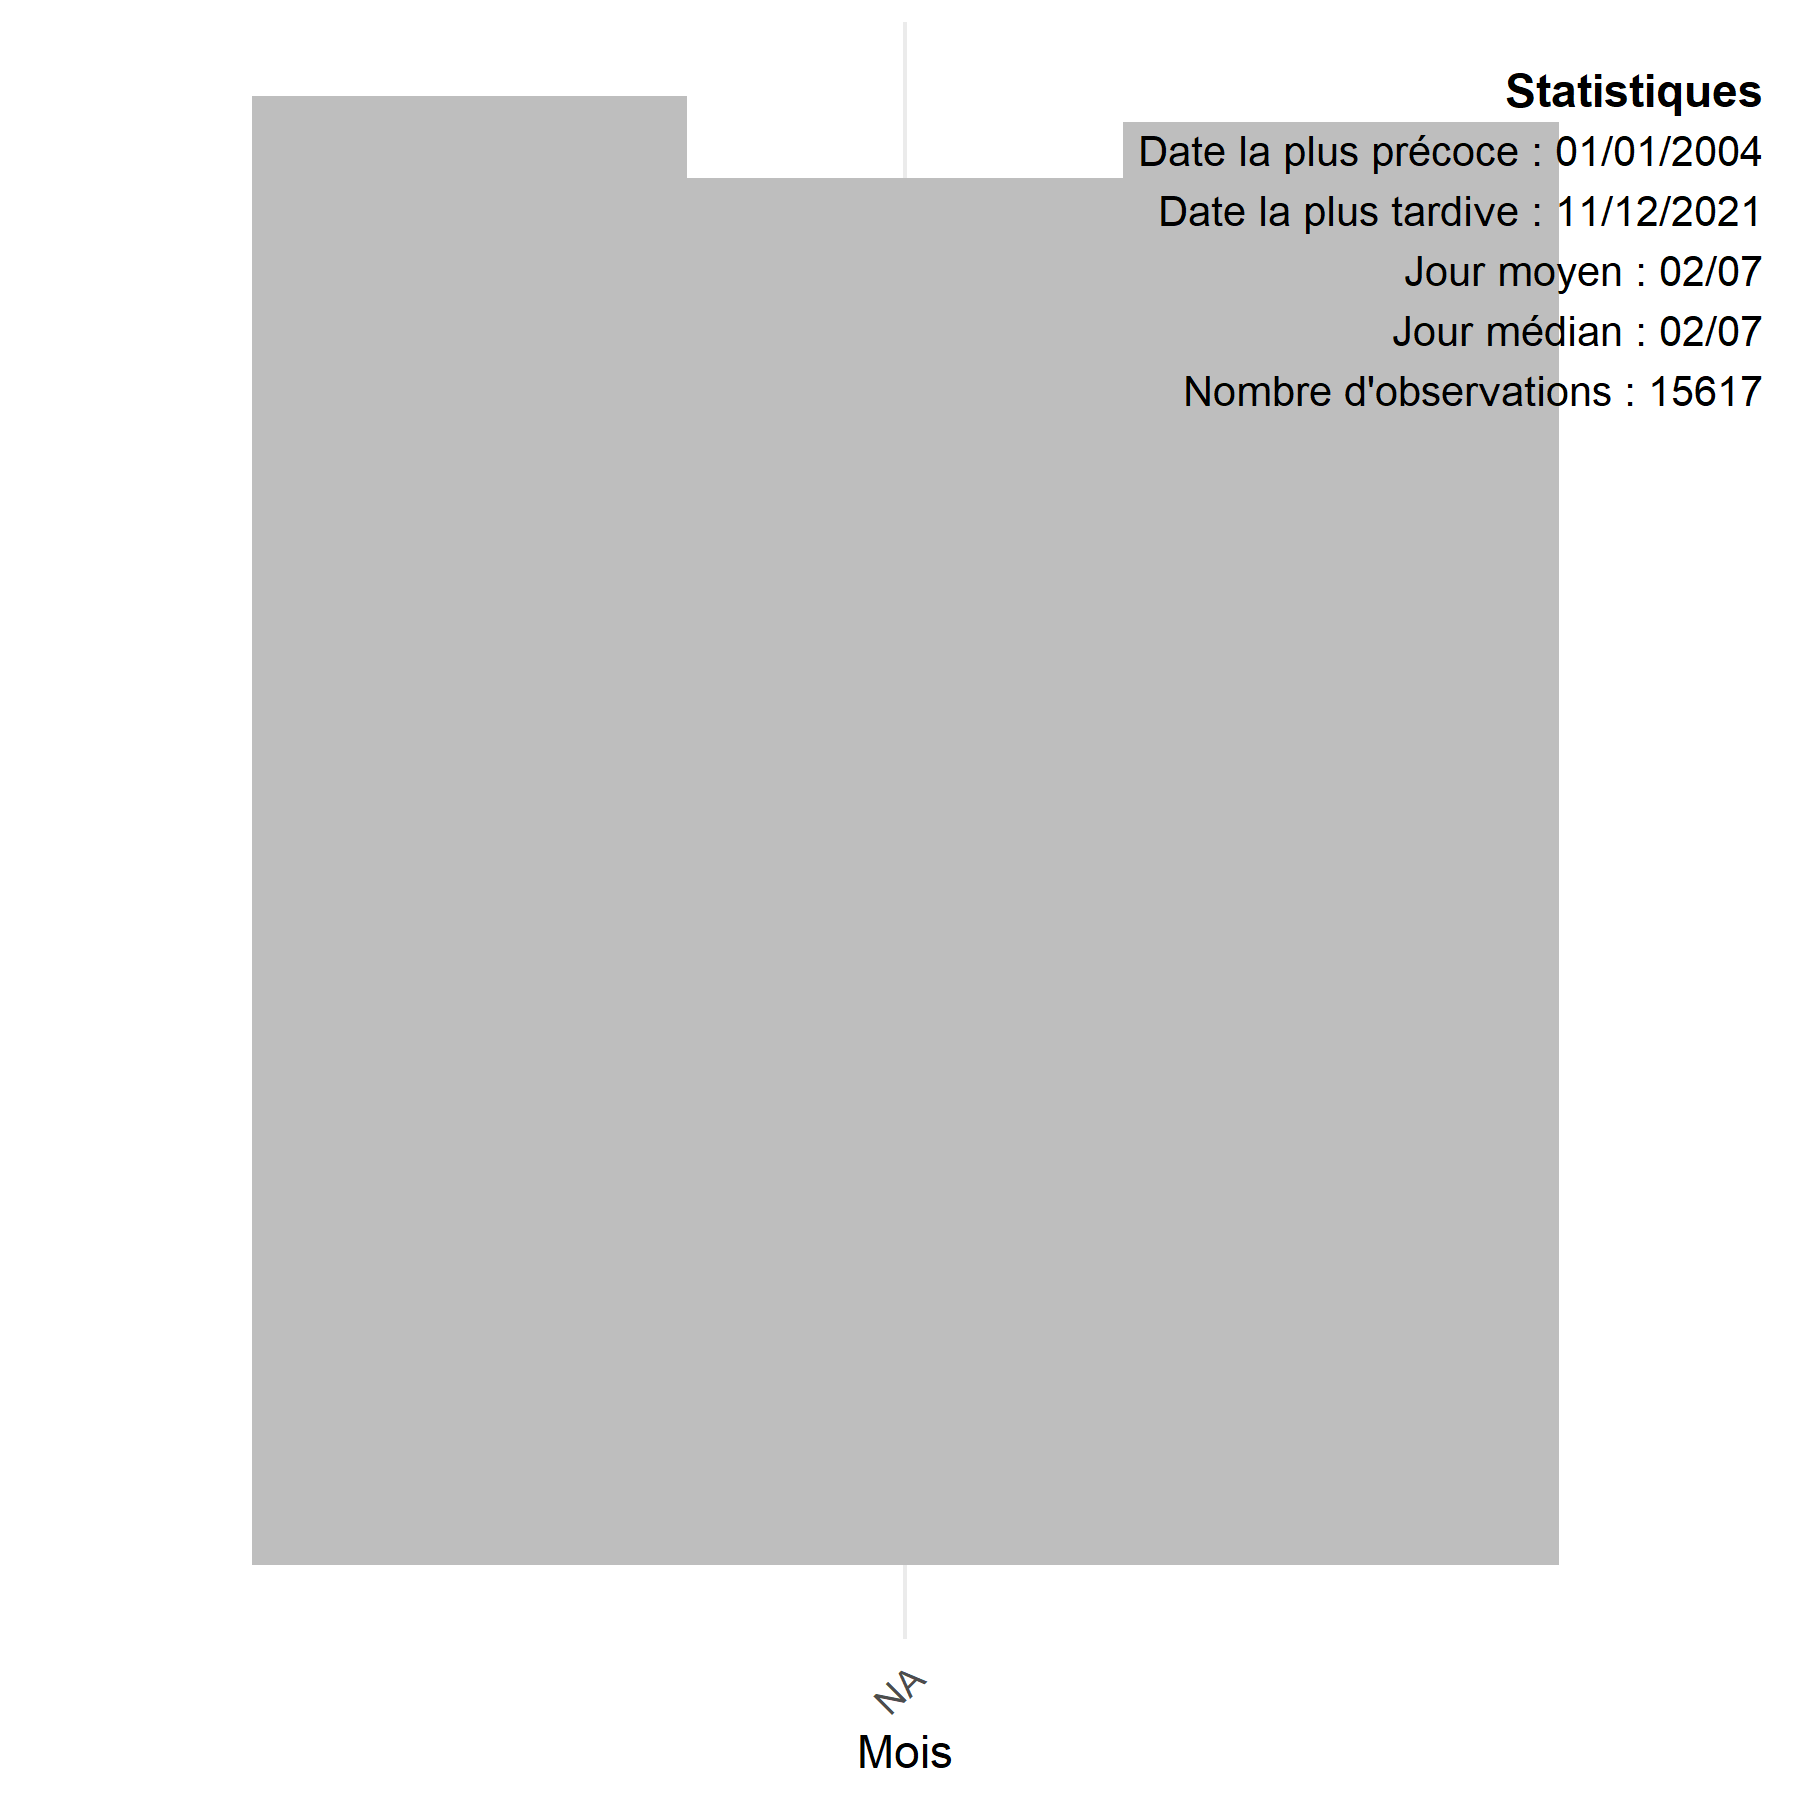 Statistiques
Date la plus précoce : 01/01/2004
Date la plus tardive : 11/12/2021
Jour moyen : 02/07
Jour médian : 02/07
Nombre d'observations : 15617
NA
Mois